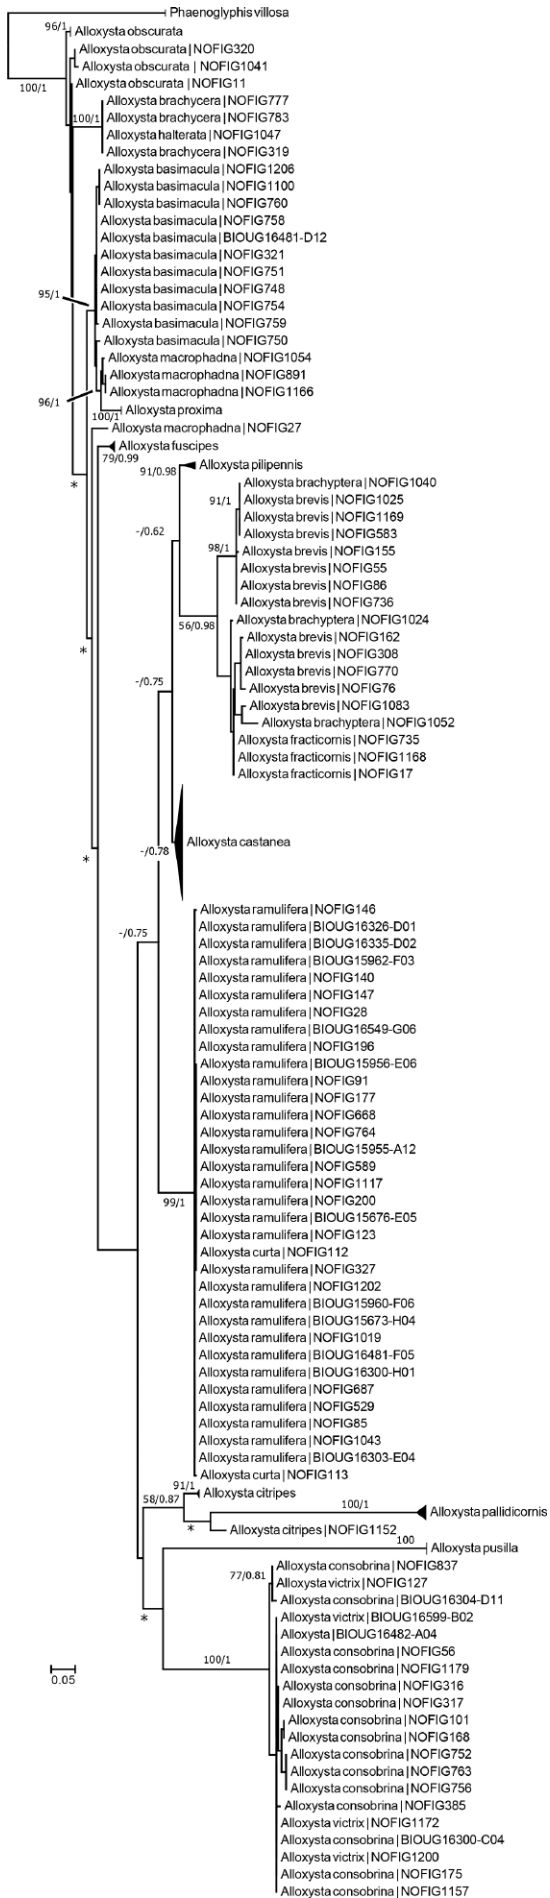 Phaenoglyphis villosa
96/1
Alloxysta obscurata
Alloxysta obscurata | NOFIG320
Alloxysta obscurata | NOFIG1041
Alloxysta obscurata | NOFIG11
100/1
Alloxysta brachycera | NOFIG777
100/1
Alloxysta brachycera | NOFIG783
Alloxysta halterata | NOFIG1047
Alloxysta brachycera | NOFIG319
Alloxysta basimacula | NOFIG1206
Alloxysta basimacula | NOFIG1100
Alloxysta basimacula | NOFIG760
Alloxysta basimacula | NOFIG758
Alloxysta basimacula | BIOUG16481-D12
Alloxysta basimacula | NOFIG321
Alloxysta basimacula | NOFIG751
Alloxysta basimacula | NOFIG748
95/1
Alloxysta basimacula | NOFIG754
Alloxysta basimacula | NOFIG759
Alloxysta basimacula | NOFIG750
Alloxysta macrophadna | NOFIG1054
Alloxysta macrophadna | NOFIG891
Alloxysta macrophadna | NOFIG1166
96/1
Alloxysta proxima
100/1
Alloxysta macrophadna | NOFIG27
Alloxysta fuscipes
79/0.99
Alloxysta pilipennis
91/0.98
*
Alloxysta brachyptera | NOFIG1040
Alloxysta brevis | NOFIG1025
91/1
Alloxysta brevis | NOFIG1169
Alloxysta brevis | NOFIG583
-/0.62
98/1
Alloxysta brevis | NOFIG155
Alloxysta brevis | NOFIG55
Alloxysta brevis | NOFIG86
Alloxysta brevis | NOFIG736
Alloxysta brachyptera | NOFIG1024
56/0.98
Alloxysta brevis | NOFIG162
*
Alloxysta brevis | NOFIG308
Alloxysta brevis | NOFIG770
-/0.75
Alloxysta brevis | NOFIG76
Alloxysta brevis | NOFIG1083
Alloxysta brachyptera | NOFIG1052
Alloxysta fracticornis | NOFIG735
Alloxysta fracticornis | NOFIG1168
Alloxysta fracticornis | NOFIG17
Alloxysta castanea
-/0.78
*
Alloxysta ramulifera | NOFIG146
Alloxysta ramulifera | BIOUG16326-D01
-/0.75
Alloxysta ramulifera | BIOUG16335-D02
Alloxysta ramulifera | BIOUG15962-F03
Alloxysta ramulifera | NOFIG140
Alloxysta ramulifera | NOFIG147
Alloxysta ramulifera | NOFIG28
Alloxysta ramulifera | BIOUG16549-G06
Alloxysta ramulifera | NOFIG196
Alloxysta ramulifera | BIOUG15956-E06
Alloxysta ramulifera | NOFIG91
Alloxysta ramulifera | NOFIG177
Alloxysta ramulifera | NOFIG668
Alloxysta ramulifera | NOFIG764
Alloxysta ramulifera | BIOUG15955-A12
Alloxysta ramulifera | NOFIG589
Alloxysta ramulifera | NOFIG1117
99/1
Alloxysta ramulifera | NOFIG200
Alloxysta ramulifera | BIOUG15676-E05
Alloxysta ramulifera | NOFIG123
Alloxysta curta | NOFIG112
Alloxysta ramulifera | NOFIG327
Alloxysta ramulifera | NOFIG1202
Alloxysta ramulifera | BIOUG15960-F06
Alloxysta ramulifera | BIOUG15673-H04
Alloxysta ramulifera | NOFIG1019
Alloxysta ramulifera | BIOUG16481-F05
Alloxysta ramulifera | BIOUG16300-H01
Alloxysta ramulifera | NOFIG687
Alloxysta ramulifera | NOFIG529
Alloxysta ramulifera | NOFIG85
Alloxysta ramulifera | NOFIG1043
Alloxysta ramulifera | BIOUG16303-E04
Alloxysta curta | NOFIG113
91/1
Alloxysta citripes
58/0.87
100/1
Alloxysta pallidicornis
*
Alloxysta citripes | NOFIG1152
100
Alloxysta pusilla
Alloxysta consobrina | NOFIG837
77/0.81
Alloxysta victrix | NOFIG127
Alloxysta consobrina | BIOUG16304-D11
*
Alloxysta victrix | BIOUG16599-B02
Alloxysta | BIOUG16482-A04
Alloxysta consobrina | NOFIG56
100/1
Alloxysta consobrina | NOFIG1179
0.05
Alloxysta consobrina | NOFIG316
Alloxysta consobrina | NOFIG317
Alloxysta consobrina | NOFIG101
Alloxysta consobrina | NOFIG168
Alloxysta consobrina | NOFIG752
Alloxysta consobrina | NOFIG763
Alloxysta consobrina | NOFIG756
Alloxysta consobrina | NOFIG385
Alloxysta victrix | NOFIG1172
Alloxysta consobrina | BIOUG16300-C04
Alloxysta victrix | NOFIG1200
Alloxysta consobrina | NOFIG175
Alloxysta consobrina | NOFIG1157